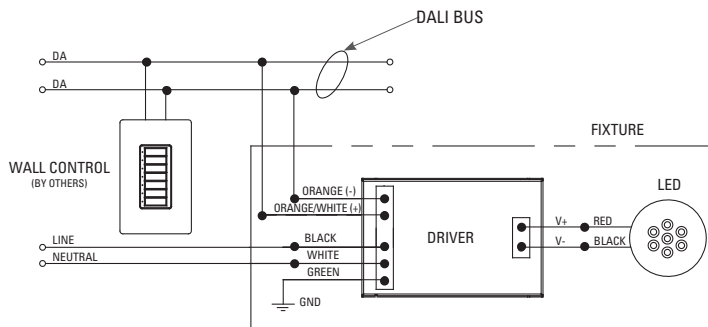 DALI BUS
DA
DA
FIXTURE
WALL CONTROL
(BY OTHERS)
LED
ORANGE (-)
ORANGE/WHITE (+)
DRIVER
V+
RED
V-
BLACK
LINE
BLACK
NEUTRAL
WHITE
GREEN
GND